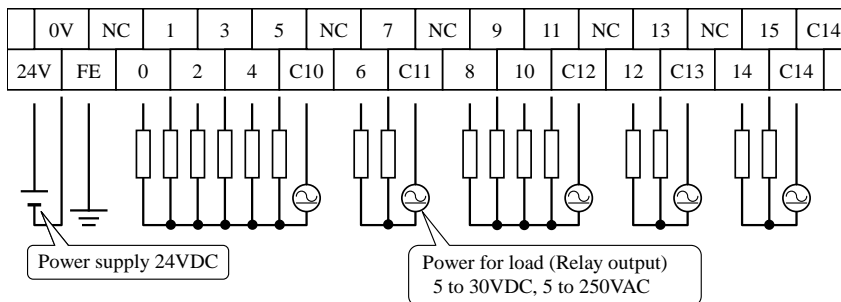 0V NC 1 3 5 NC 7 NC 9 11 NC 13 NC 15 C14
24V FE 0 2 4 C10 6 C11 8 10 C12 12 C13 14 C14
Power supply 24VDC
Power for load (Relay output)
5 to 30VDC, 5 to 250VAC